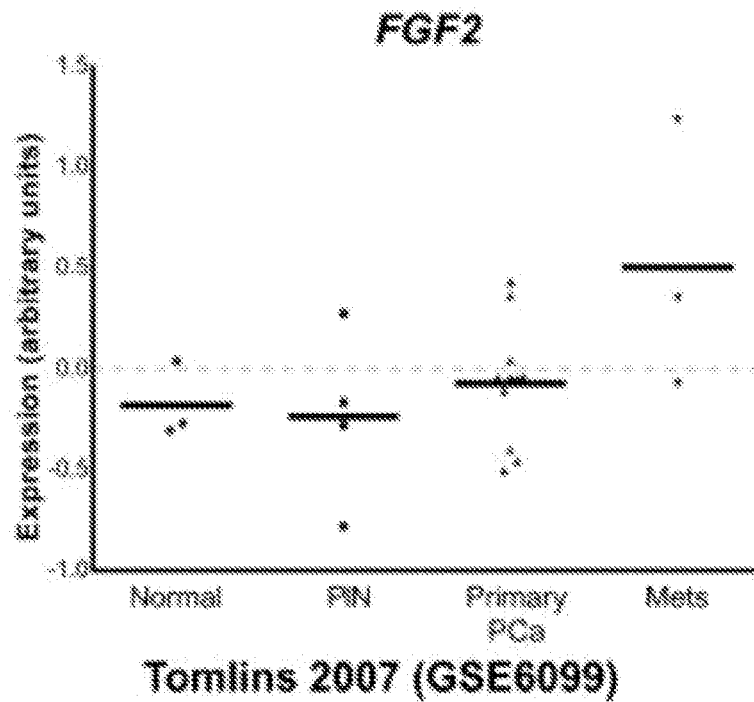 FGF2
1.5
1.0
0.5
0.0
-0.5
-1.0
Expression (arbitrary units)
Normal PIN Primary PCa Mets
Tomlins 2007 (GSE6099)